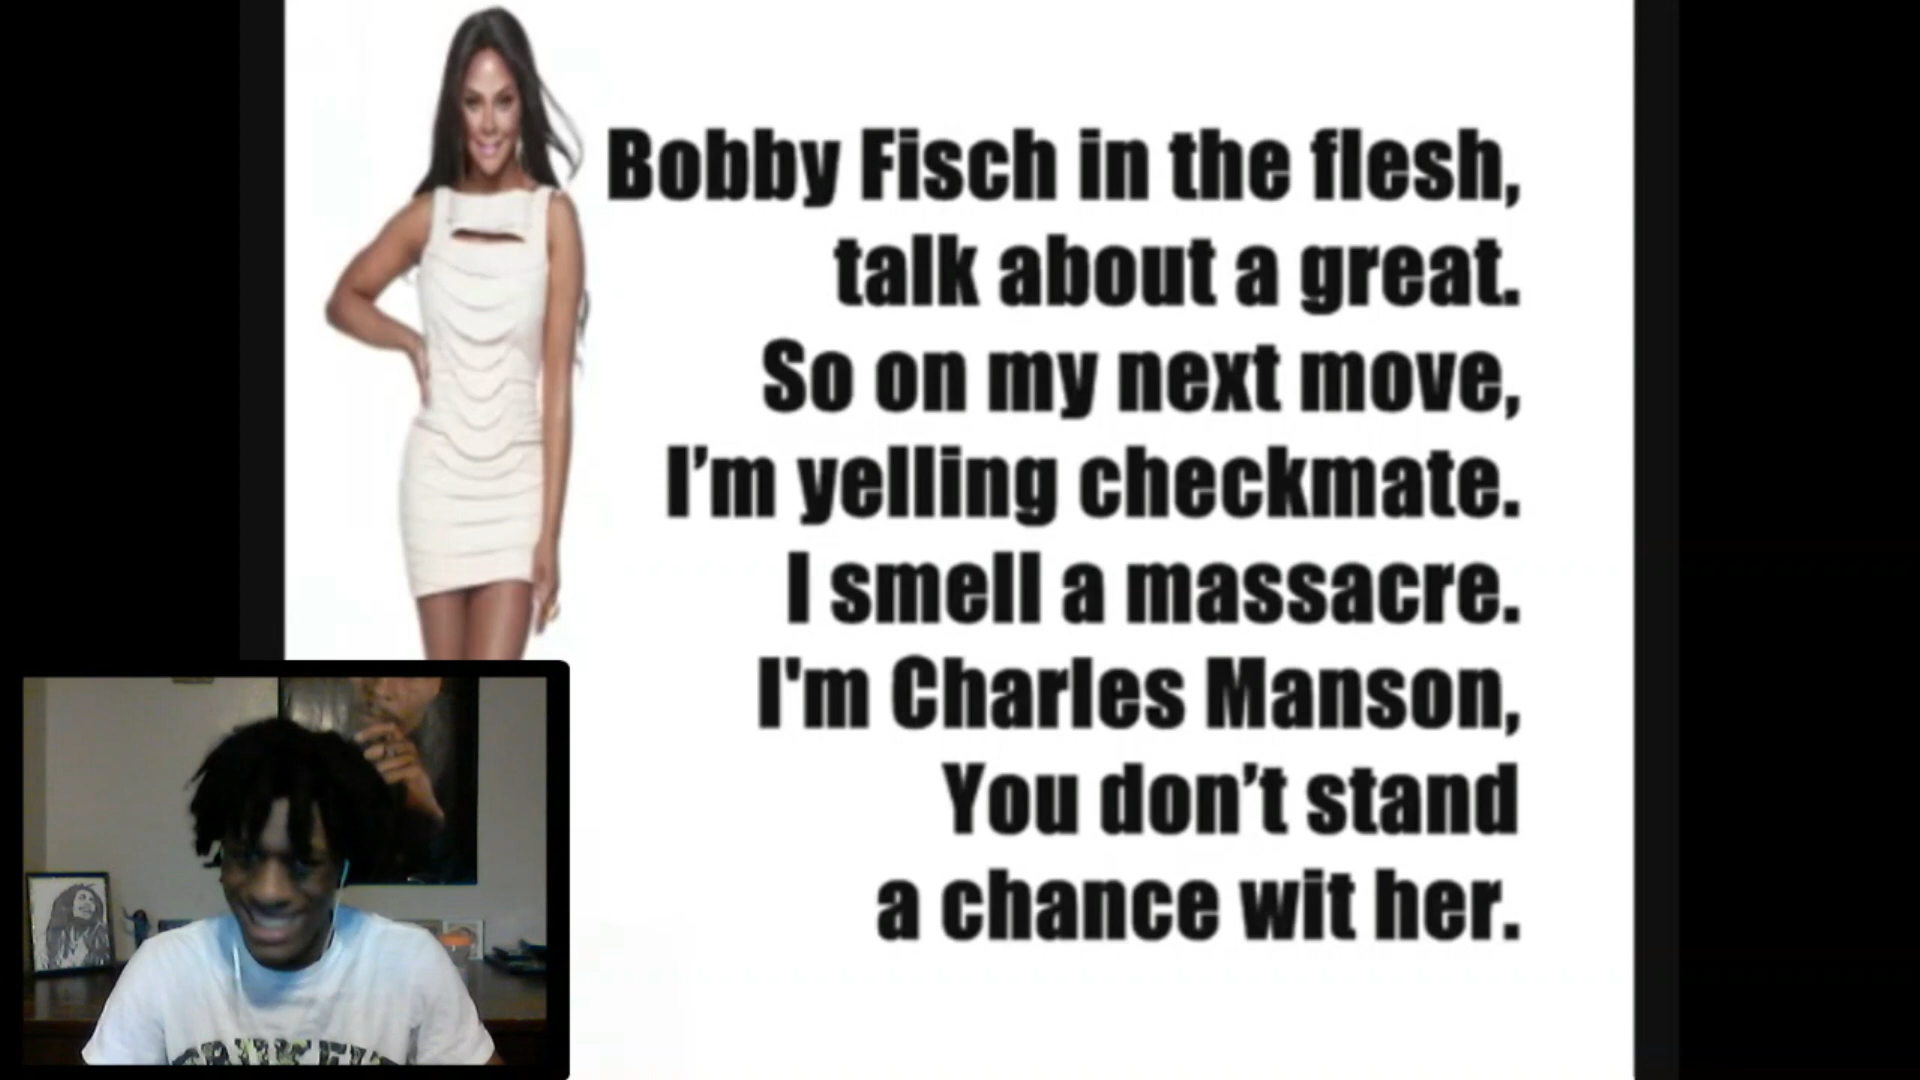 Bobby Fisch in the flesh,
talk about a great.
So on my next move,
I’m yelling checkmate.
I smell a massacre.
I'm Charles Manson,
You don’t stand
a chance wit her.